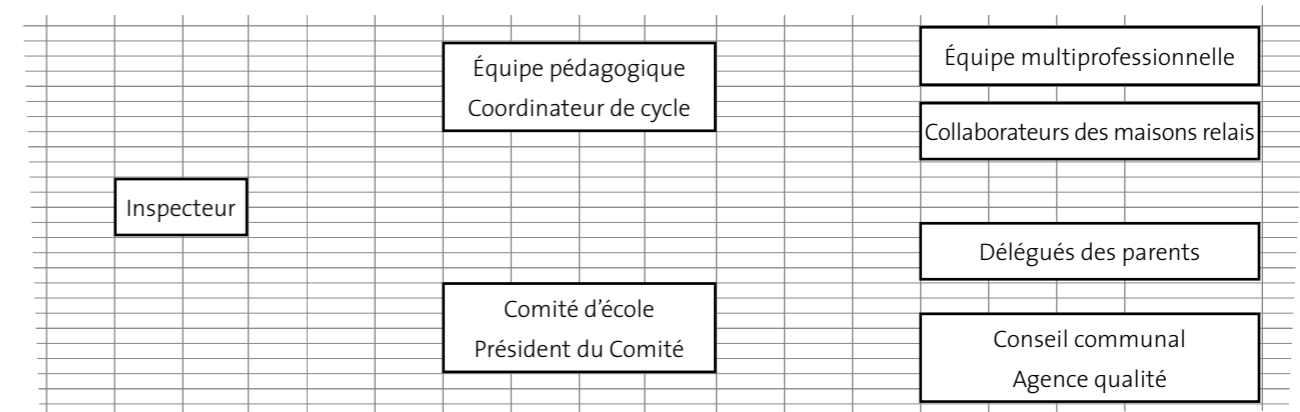 Équipe pédagogique
Coordinateur de cycle
Équipe multiprofessionnelle
Collaborateurs des maisons relais
Inspecteur
Délégués des parents
Comité d'école
Président du Comité
Conseil communal
Agence qualité